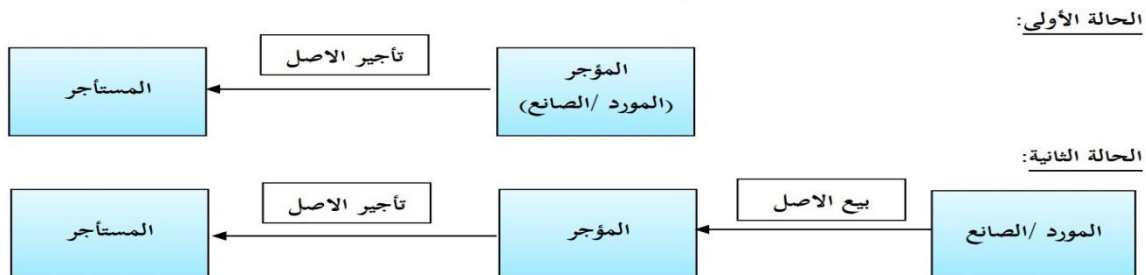 الحالة الأولى:
المؤجر
(المورد /الصانع)
تأجير الاصل
المستأجر
الحالة الثانية:
المورد /الصانع
بيع الاصل
المؤجر
تأجير الاصل
المستأجر